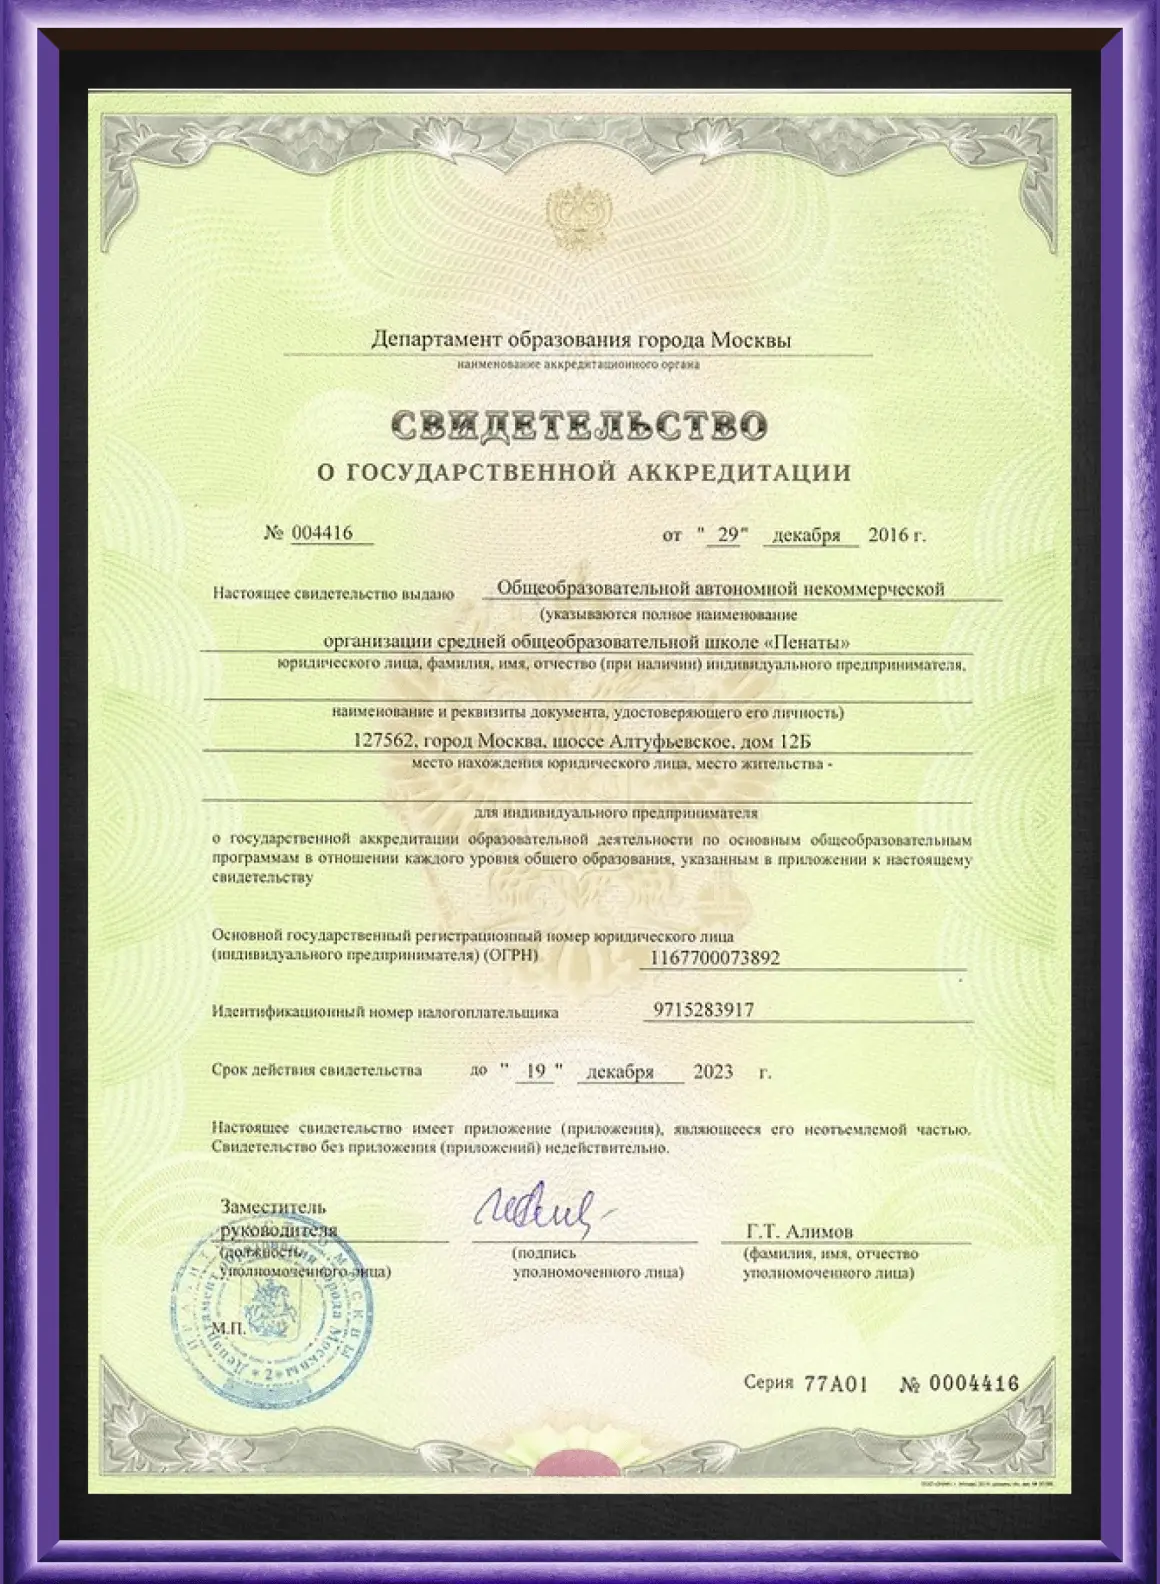 Департамент образования города Москвы
наименование аккредитационного органа
СВИДЕТЕЛЬСТВО
О ГОСУДАРСТВЕННОЙ АККРЕДИТАЦИИ
№ 004416 от " 29" декабря 2016 г.
Настоящее свидетельство выдано Общеобразовательной автономной некоммерческой
(указываются полное наименование
организации средней общеобразовательной школе «Пенаты»
юридического лица, фамилия, имя, отчество (при наличии) индивидуального предпринимателя,
наименование и реквизиты документа, удостоверяющего его личность)
127562, город Москва, шоссе Алтуфьевское, дом 12Б
место нахождения юридического лица, место жительства -
для индивидуального предпринимателя
о государственной аккредитации образовательной деятельности по основным общеобразовательным
программам в отношении каждого уровня общего образования, указанным в приложении к настоящему
свидетельству
Основной государственный регистрационный номер юридического лица
(индивидуального предпринимателя) (ОГРН) 1167700073892
Идентификационный номер налогоплательщика 9715283917
Срок действия свидетельства до " 19 " декабря 2023 г.
Настоящее свидетельство имеет приложение (приложения), являющееся его неотъемлемой частью.
Свидетельство без приложения (приложений) недействительно.
Заместитель
руководителя Г.Т. Алимов
(должность (подпись (фамилия, имя, отчество
уполномоченного лица) уполномоченного лица) уполномоченного лица)
М.П.
Департамент образования города Москвы * 2 *
Серия 77А01 № 0004416